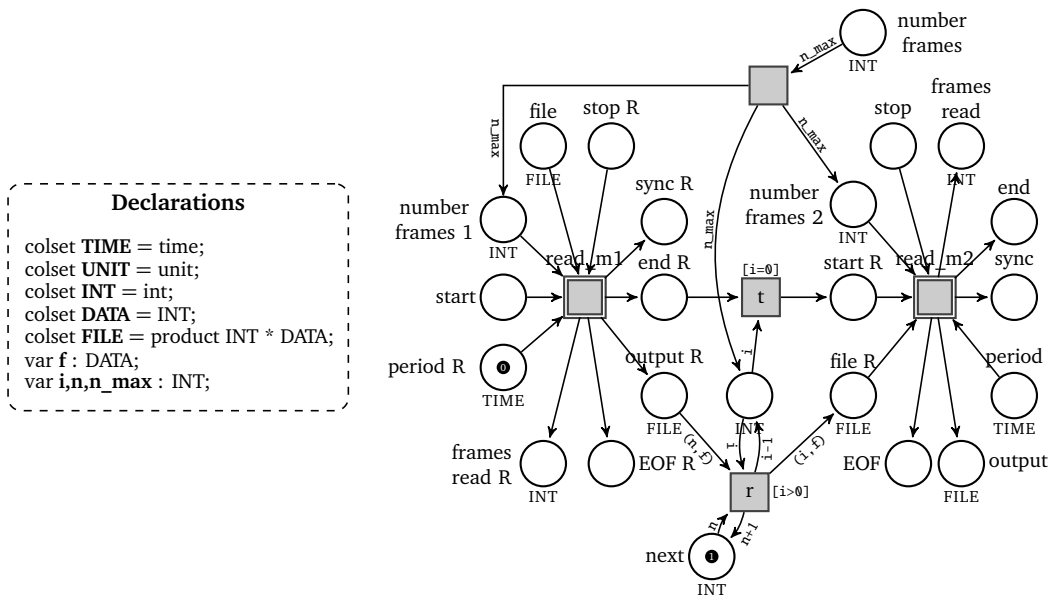 Declarations
colset TIME = time;
colset UNIT = unit;
colset INT = int;
colset DATA = INT;
colset FILE = product INT * DATA;
var f : DATA;
var i,n,n_max : INT;
number
frames
INT
n_max
n_max
n_max
n_max
file
FILE
stop R
stop
frames
read
INT
number
frames 1
INT
sync R
number
frames 2
INT
end
read_m1
read_m2
start
end R
[i=0]
t
start R
sync
period R
0
TIME
output R
FILE
i
INT
file R
FILE
period
TIME
(n,f)
i
i-1
(i,f)
frames
read R
INT
EOF R
r
[i>0]
EOF
output
FILE
n
n+1
next
1
INT